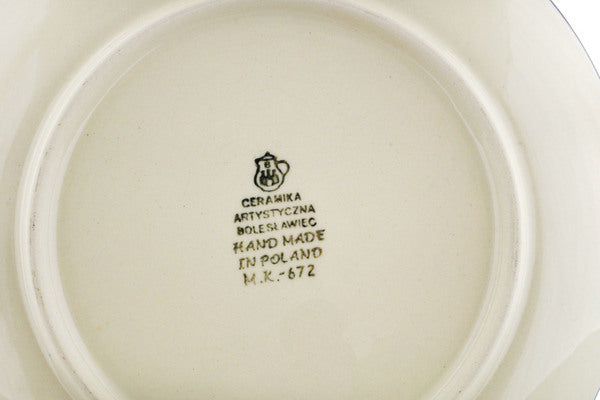 CERAMIKA
ARTYSTYCZNA
BOLESŁAWIEC
HAND MADE
IN POLAND
M.K.-672